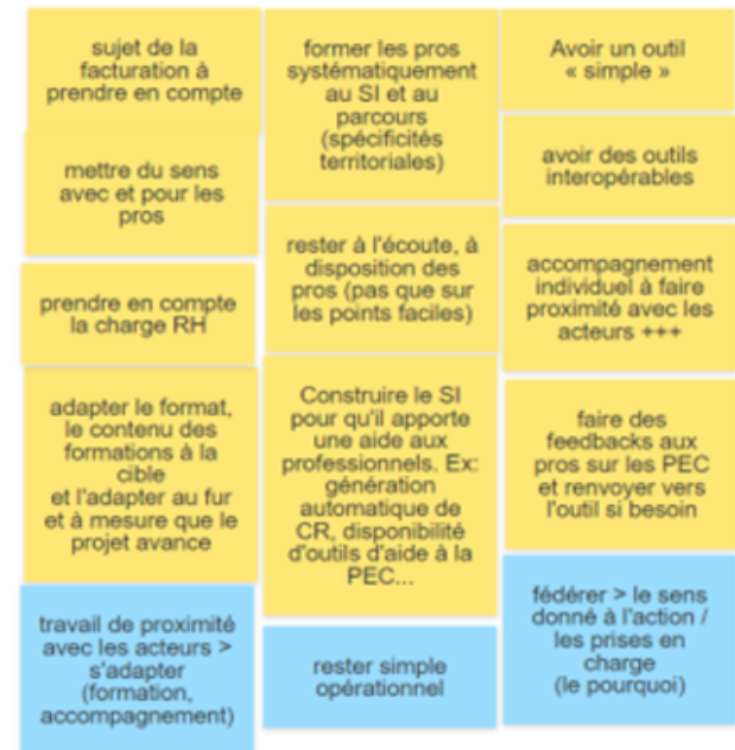 sujet de la
facturation à
prendre en compte
mettre du sens
avec et pour les
pros
prendre en compte
la charge RH
adapter le format,
le contenu des
formations à la
cible
et l'adapter au fur
et à mesure que le
projet avance
travail de proximité
avec les acteurs >
s'adapter
(formation,
accompagnement)
former les pros
systématiquement
au SI et au
parcours
(spécificités
territoriales)
rester à l'écoute, à
disposition des
pros (pas que sur
les points faciles)
Construire le SI
pour qu'il apporte
une aide aux
professionnels. Ex:
génération
automatique de
CR, disponibilité
d'outils d'aide à la
PEC...
rester simple
opérationnel
Avoir un outil
« simple »
avoir des outils
interopérables
accompagnement
individuel à faire
proximité avec les
acteurs +++
faire des
feedbacks aux
pros sur les PEC
et renvoyer vers
l'outil si besoin
fédérer > le sens
donné à l'action /
les prises en
charge
(le pourquoi)